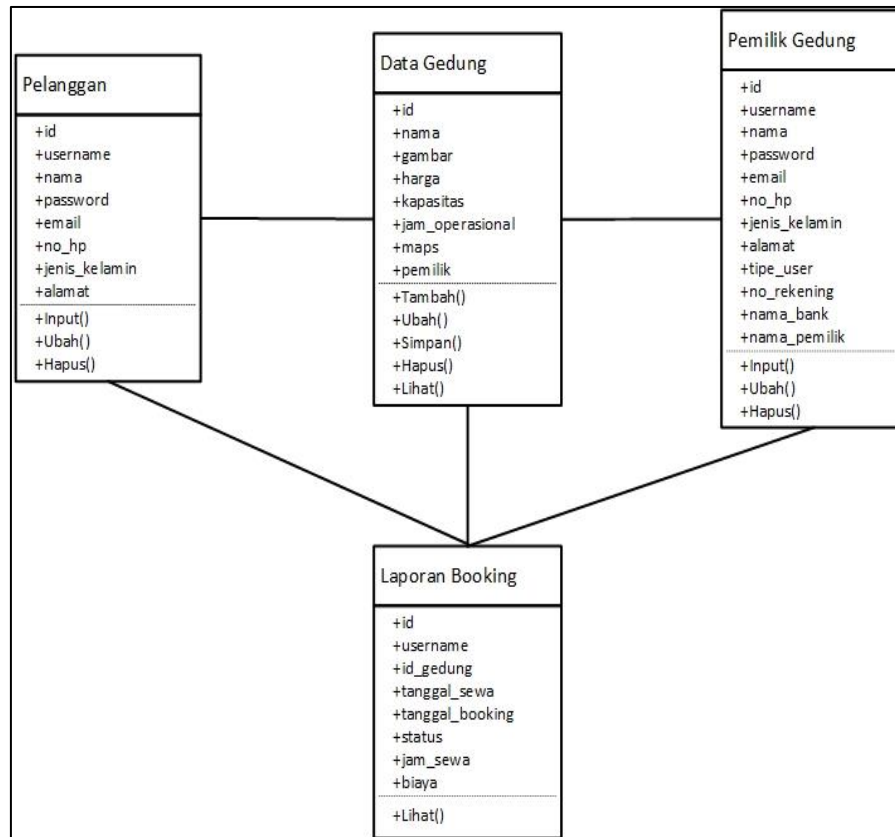 Pelanggan
+id
+username
+nama
+password
+email
+no_hp
+jenis_kelamin
+alamat
+Input()
+Ubah()
+Hapus()
Data Gedung
+id
+nama
+gambar
+harga
+kapasitas
+jam_operasional
+maps
+pemilik
+Tambah()
+Ubah()
+Simpan()
+Hapus()
+Lihat()
Pemilik Gedung
+id
+username
+nama
+password
+email
+no_hp
+jenis_kelamin
+alamat
+tipe_user
+no_rekening
+nama_bank
+nama_pemilik
+Input()
+Ubah()
+Hapus()
Laporan Booking
+id
+username
+id_gedung
+tanggal_sewa
+tanggal_booking
+status
+jam_sewa
+biaya
+Lihat()